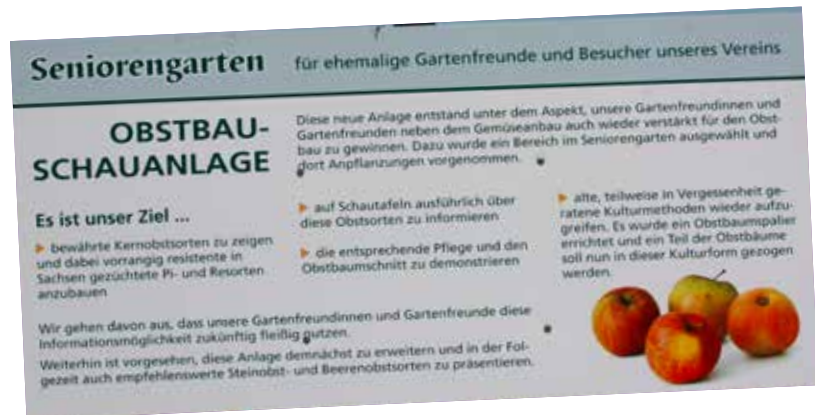 Seniorengarten für ehemalige Gartenfreunde und Besucher unseres Vereins
OBSTBAU-
SCHAUANLAGE
Diese neue Anlage entstand unter dem Aspekt, unsere Gartenfreundinnen und
Gartenfreunden neben dem Gemüseanbau auch wieder verstärkt für den Obst-
bau zu gewinnen. Dazu wurde ein Bereich im Seniorengarten ausgewählt und
dort Anpflanzungen vorgenommen.
Es ist unser Ziel ...
bewährte Kernobstsorten zu zeigen
und dabei vorrangig resistente in
Sachsen gezüchtete Pi- und Resorten
anzubauen
auf Schautafeln ausführlich über
diese Obstsorten zu informieren
die entsprechende Pflege und den
Obstbaumschnitt zu demonstrieren
alte, teilweise in Vergessenheit ge-
ratene Kulturmethoden wieder aufzu-
greifen. Es wurde ein Obstbaumspalier
errichtet und ein Teil der Obstbäume
soll nun in dieser Kulturform gezogen
werden.
Wir gehen davon aus, dass unsere Gartenfreundinnen und Gartenfreunde diese
Informationsmöglichkeit zukünftig fleißig nutzen.
Weiterhin ist vorgesehen, diese Anlage demnächst zu erweitern und in der Fol-
gezeit auch empfehlenswerte Steinobst- und Beerenobstsorten zu präsentieren.